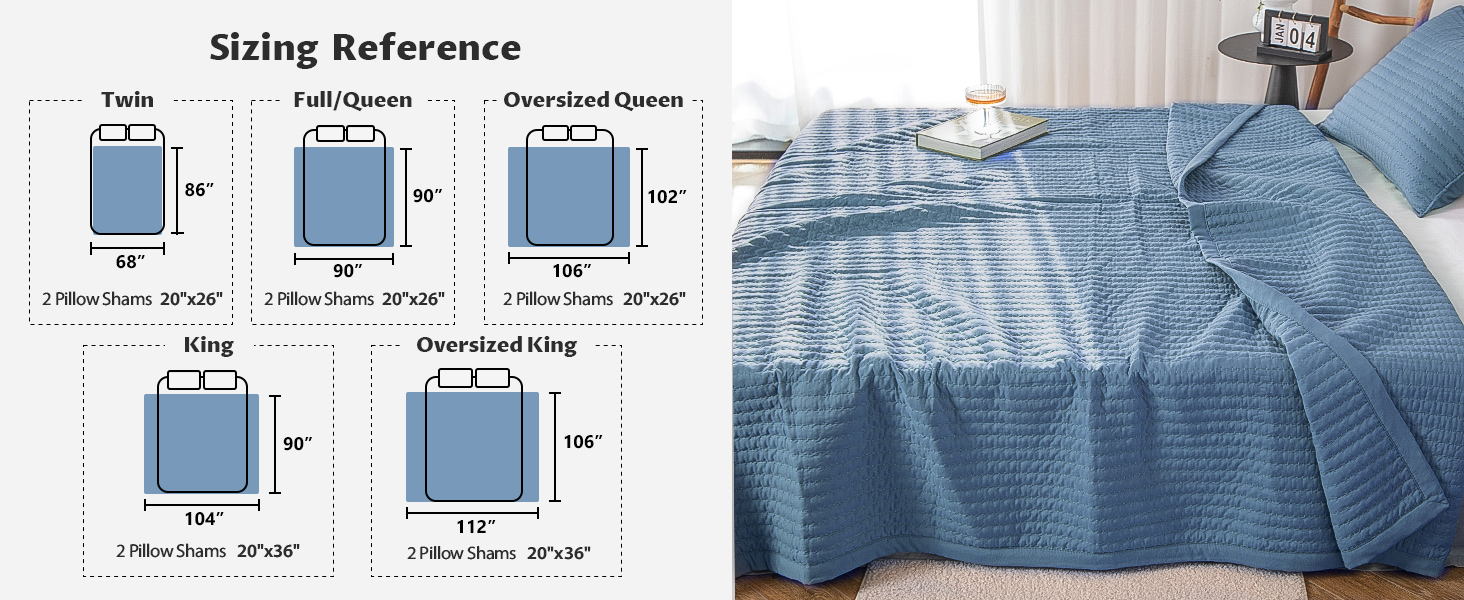 Sizing Reference
Twin
86”
68”
2 Pillow Shams 20"x26"
Full/Queen
90”
90”
2 Pillow Shams 20"x26"
Oversized Queen
102”
106”
2 Pillow Shams 20"x26"
King
90”
104”
2 Pillow Shams 20"x36"
Oversized King
106”
112”
2 Pillow Shams 20"x36"
JAN 04